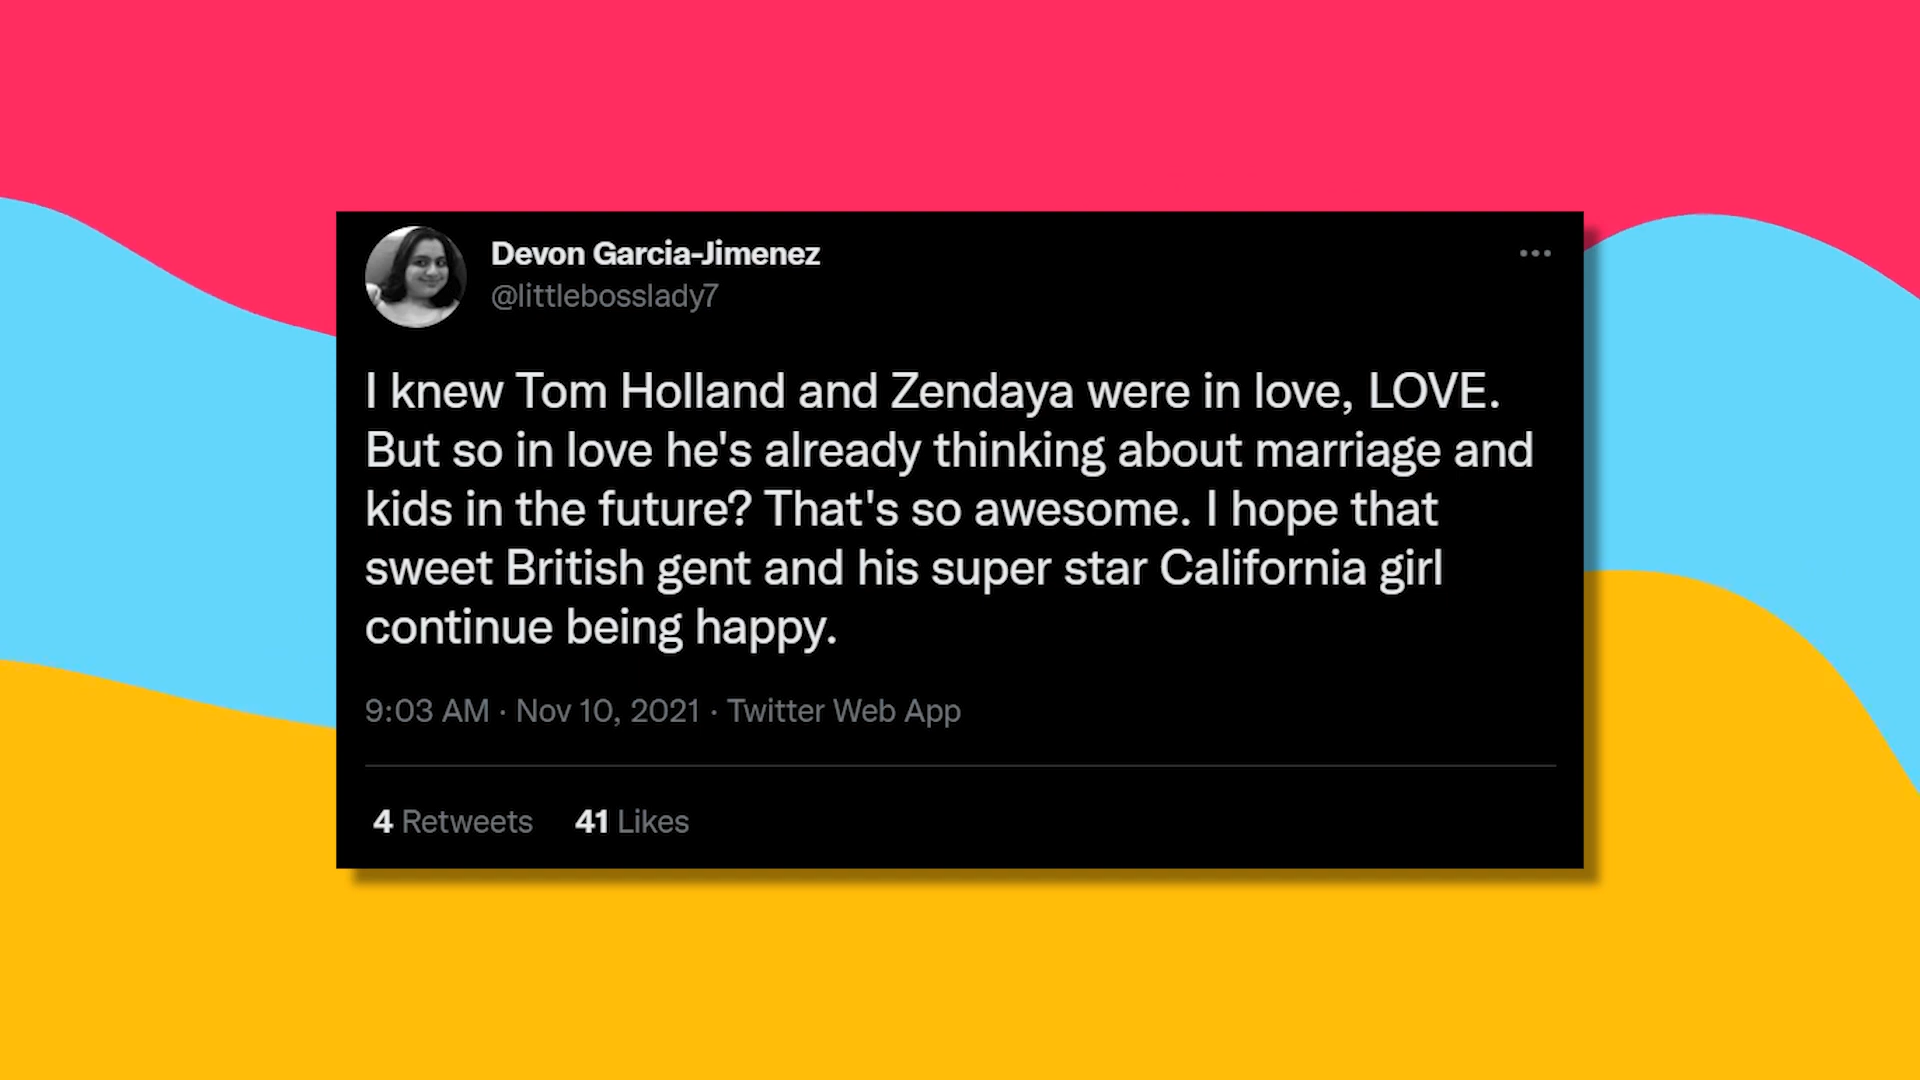 Devon Garcia-Jimenez
@littlebosslady7
I knew Tom Holland and Zendaya were in love, LOVE.
But so in love he's already thinking about marriage and
kids in the future? That's so awesome. I hope that
sweet British gent and his super star California girl
continue being happy.
9:03 AM · Nov 10, 2021 · Twitter Web App
4 Retweets 41 Likes